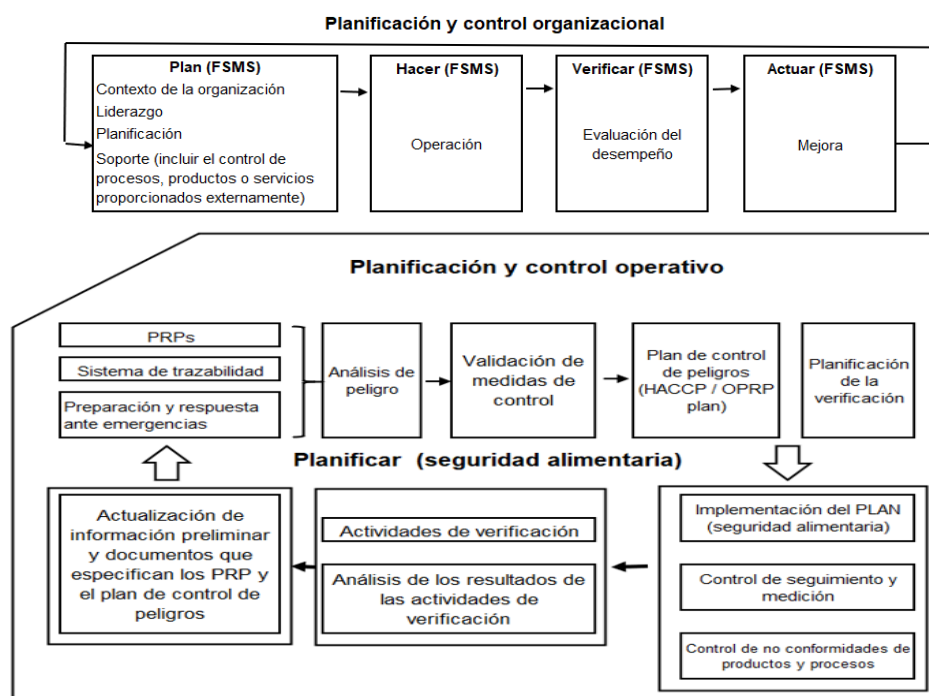 Planificación y control organizacional
Plan (FSMS)
Contexto de la organización
Liderazgo
Planificación
Soporte (incluir el control de
procesos, productos o servicios
proporcionados externamente)
Hacer (FSMS)
Operación
Verificar (FSMS)
Evaluación del
desempeño
Actuar (FSMS)
Mejora
Planificación y control operativo
PRPs
Sistema de trazabilidad
Preparación y respuesta
ante emergencias
Análisis de
peligro
Validación de
medidas de
control
Plan de control
de peligros
(HACCP / OPRP
plan)
Planificación
de la
verificación
Planificar (seguridad alimentaria)
Actualización de
información preliminar
y documentos que
especifican los PRP y
el plan de control de
peligros
Actividades de verificación
Análisis de los resultados de
las actividades de
verificación
Implementación del PLAN
(seguridad alimentaria)
Control de seguimiento y
medición
Control de no conformidades de
productos y procesos